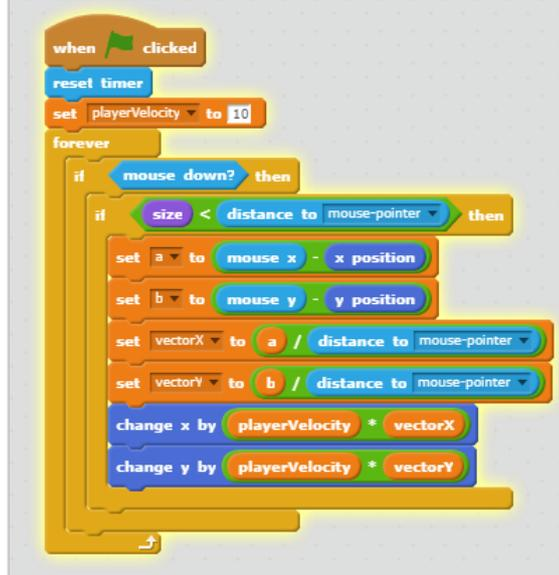 when clicked
reset timer
set playerVelocity to 10
forever
if mouse down? then
if size < distance to mouse-pointer then
set a to mouse x - x position
set b to mouse y - y position
set vectorX to a / distance to mouse-pointer
set vectorY to b / distance to mouse-pointer
change x by playerVelocity * vectorX
change y by playerVelocity * vectorY